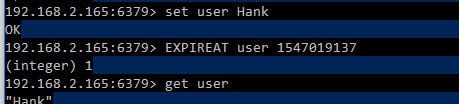 192.168.2.165:6379> set user Hank
OK
192.168.2.165:6379> EXPIREAT user 1547019137
(integer) 1
192.168.2.165:6379> get user
"Hank"